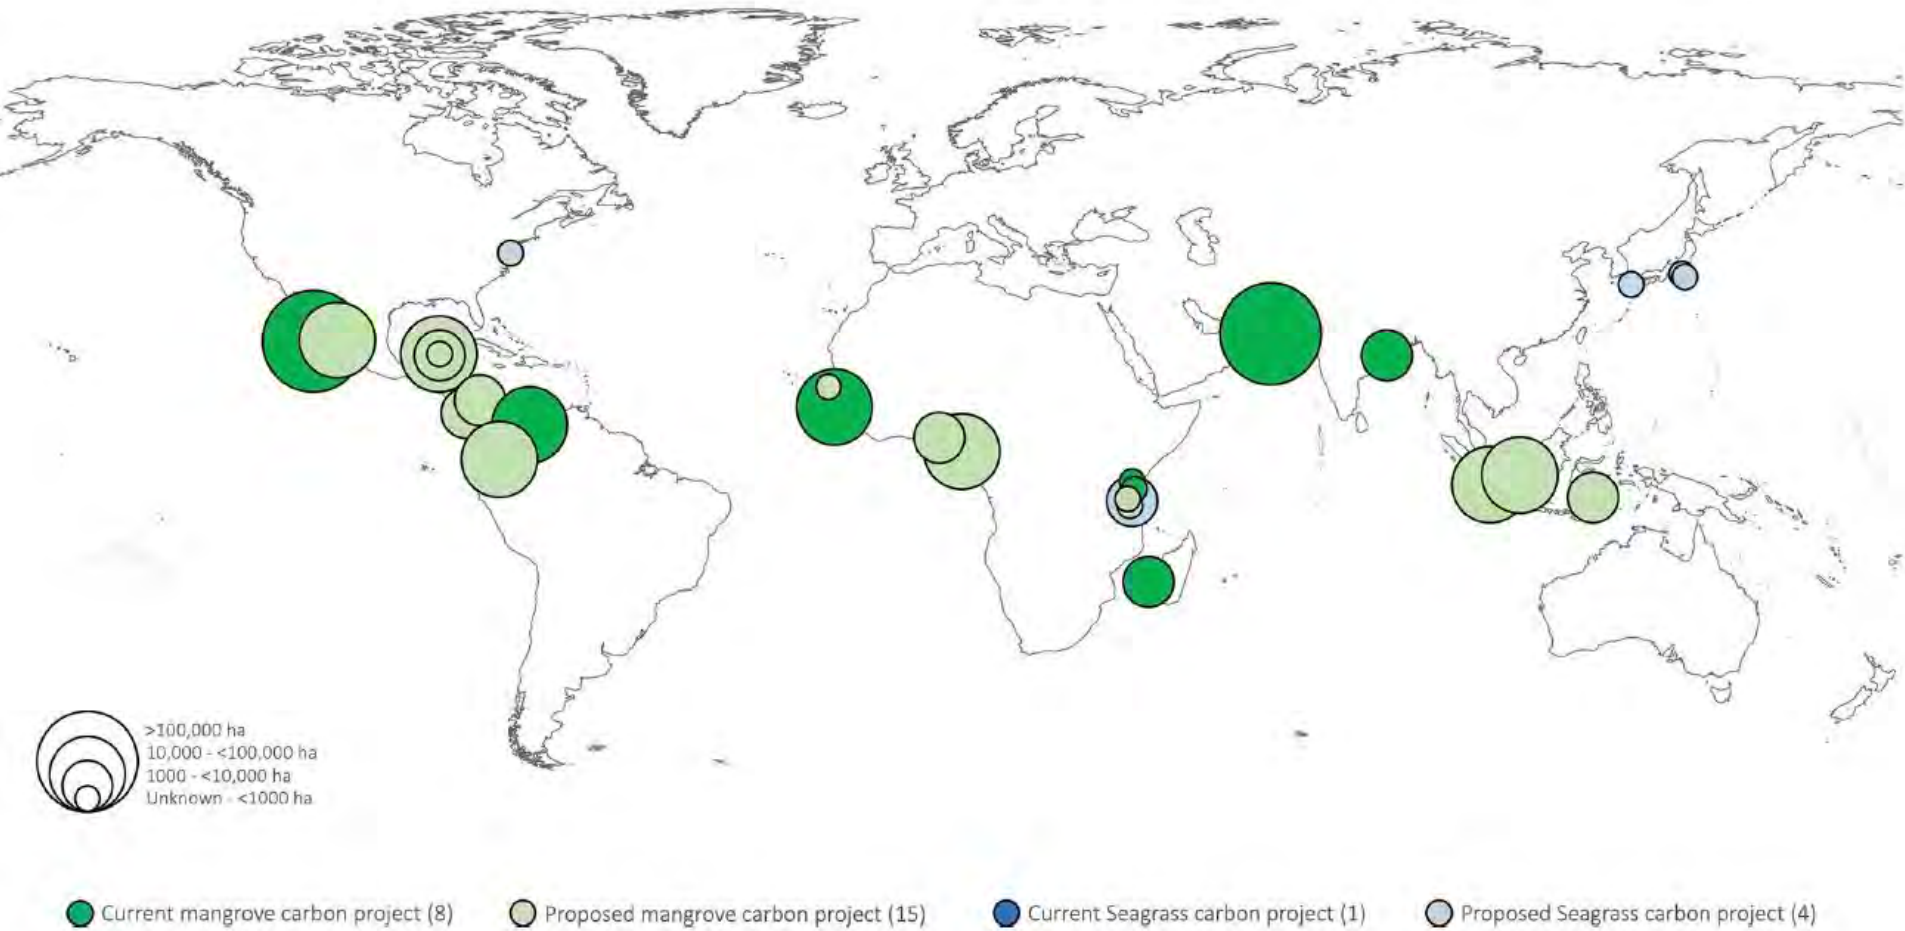 >100,000 ha
10,000 - <100,000 ha
1000 - <10,000 ha
Unknown - <1000 ha
Current mangrove carbon project (8)
Proposed mangrove carbon project (15)
Current Seagrass carbon project (1)
Proposed Seagrass carbon project (4)